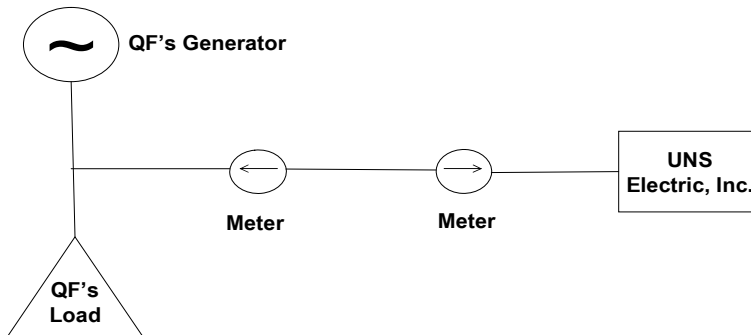 ~
QF's Generator
UNS
Electric, Inc.
Meter
Meter
QF's
Load